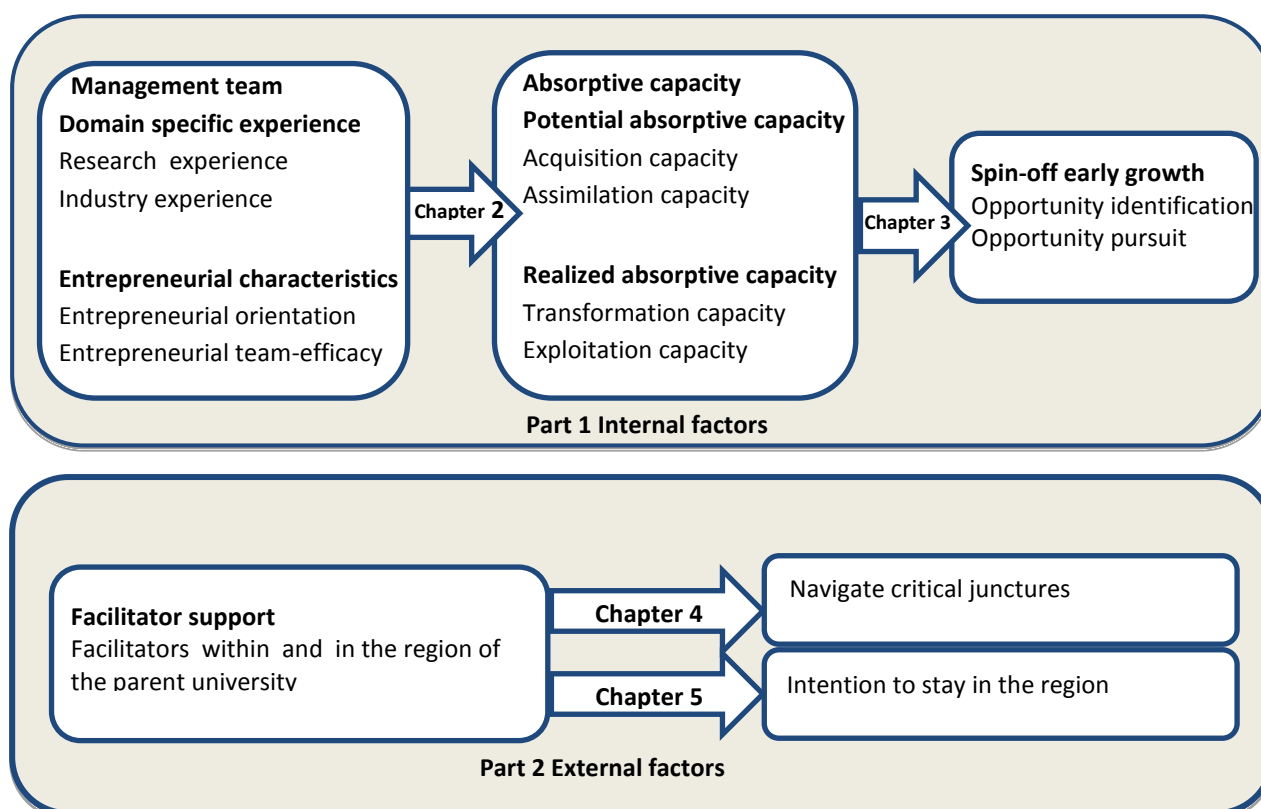 Management team
Domain specific experience
Research experience
Industry experience
Entrepreneurial characteristics
Entrepreneurial orientation
Entrepreneurial team-efficacy
Chapter 2
Absorptive capacity
Potential absorptive capacity
Acquisition capacity
Assimilation capacity
Realized absorptive capacity
Transformation capacity
Exploitation capacity
Chapter 3
Spin-off early growth
Opportunity identification
Opportunity pursuit
Part 1 Internal factors
Facilitator support
Facilitators within and in the region of
the parent university
Chapter 4
Navigate critical junctures
Chapter 5
Intention to stay in the region
Part 2 External factors